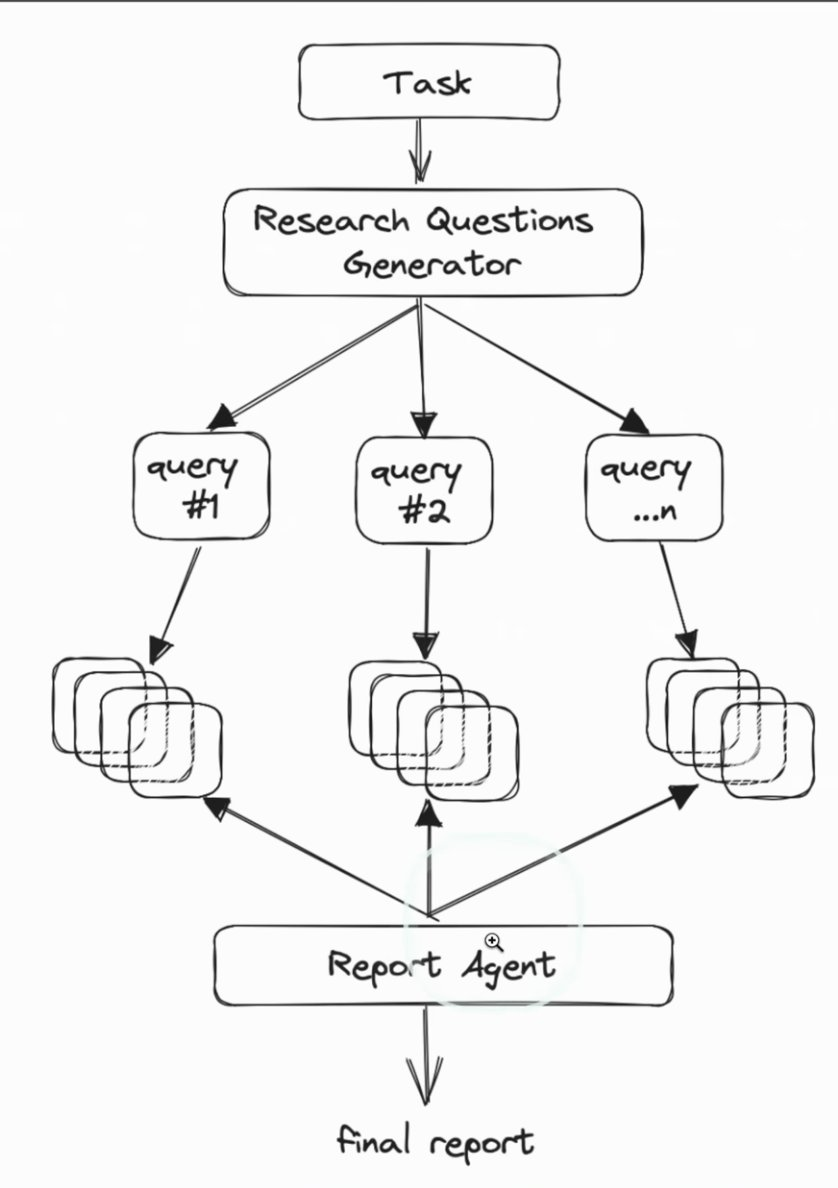 Task
Research Questions
Generator
query
#1
query
#2
query
...n
Report Agent
final report